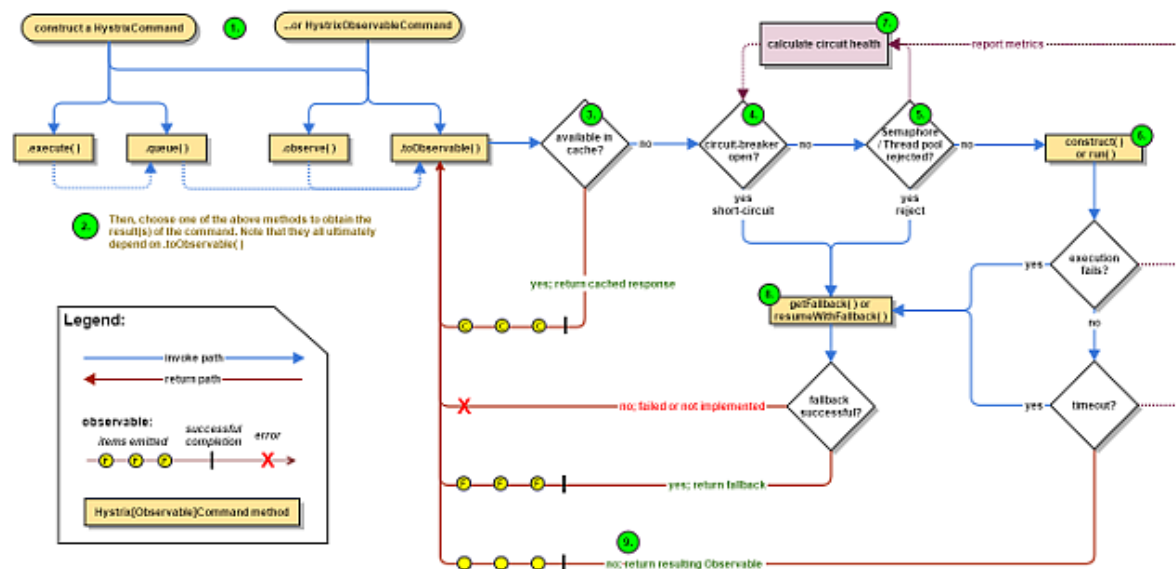 construct a HystrixCommand
1.
...or HystrixObservableCommand
7.
calculate circuit health
report metrics
.execute()
.queue()
.observe()
.toObservable()
3.
available in
cache?
no
4.
circuit-breaker
open?
no
5.
Semaphore
/ Thread pool
rejected?
no
6.
construct()
or run()
yes
short-circuit
yes
reject
2.
Then, choose one of the above methods to obtain the
result(s) of the command. Note that they all ultimately
depend on .toObservable()
yes
execution
fails?
yes; return cached response
C C C
8.
getFallback() or
resumeWithFallback()
no
Legend:
invoke path
return path
observable:
items emitted
successful
completion
error
F F F
Hystrix[Observable]Command method
X
no; failed or not implemented
fallback
successful?
yes
timeout?
F F F
yes; return fallback
9.
no; return resulting Observable